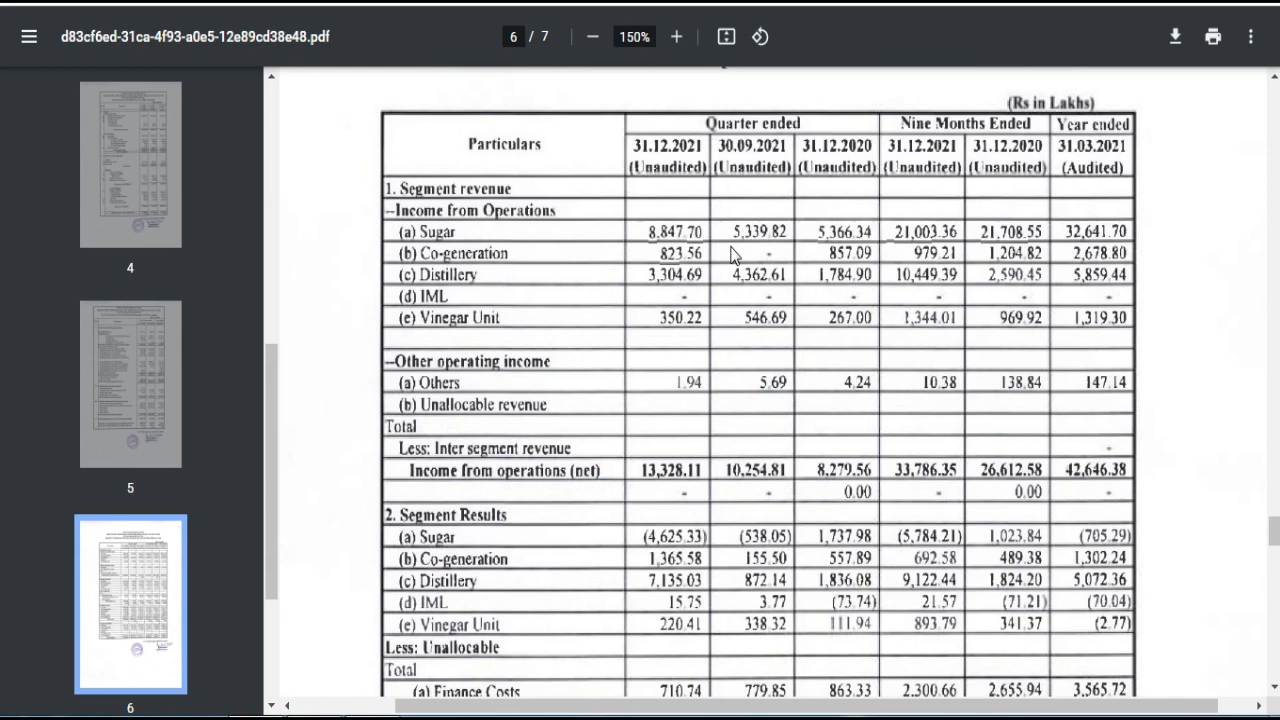 d83cf6ed-31ca-4f93-a0e5-12e89cd38e48.pdf 6 / 7 150%
(Rs in Lakhs)
Particulars Quarter ended Nine Months Ended Year ended
31.12.2021 30.09.2021 31.12.2020 31.12.2021 31.12.2020 31.03.2021
(Unaudited) (Unaudited) (Unaudited) (Unaudited) (Unaudited) (Audited)
1. Segment revenue
--Income from Operations
(a) Sugar 8,847.70 5,339.82 5,366.34 21,003.36 21,708.55 32,641.70
(b) Co-generation 823.56 - 857.09 979.21 1,204.82 2,678.80
(c) Distillery 3,304.69 4,362.61 1,784.90 10,449.39 2,590.45 5,859.44
(d) IML - - - - - -
(e) Vinegar Unit 350.22 546.69 267.00 1,344.01 969.92 1,319.30
--Other operating income
(a) Others 1.94 5.69 4.24 10.38 138.84 147.14
(b) Unallocable revenue
Total
Less: Inter segment revenue -
Income from operations (net) 13,328.11 10,254.81 8,279.56 33,786.35 26,612.58 42,646.38
- - 0.00 - 0.00 -
2. Segment Results
(a) Sugar (4,625.33) (538.05) 1,737.98 (5,784.21) 1,023.84 (705.29)
(b) Co-generation 1,365.58 155.50 557.89 692.58 489.38 1,302.24
(c) Distillery 7,135.03 872.14 1,836.08 9,122.44 1,824.20 5,072.36
(d) IML 15.75 3.77 (73.74) 21.57 (71.21) (70.04)
(e) Vinegar Unit 220.41 338.32 111.94 893.79 341.37 (2.77)
Less: Unallocable
Total
(a) Finance Costs 710.74 779.85 863.33 2,300.66 2,655.94 3,565.72
4
5
6